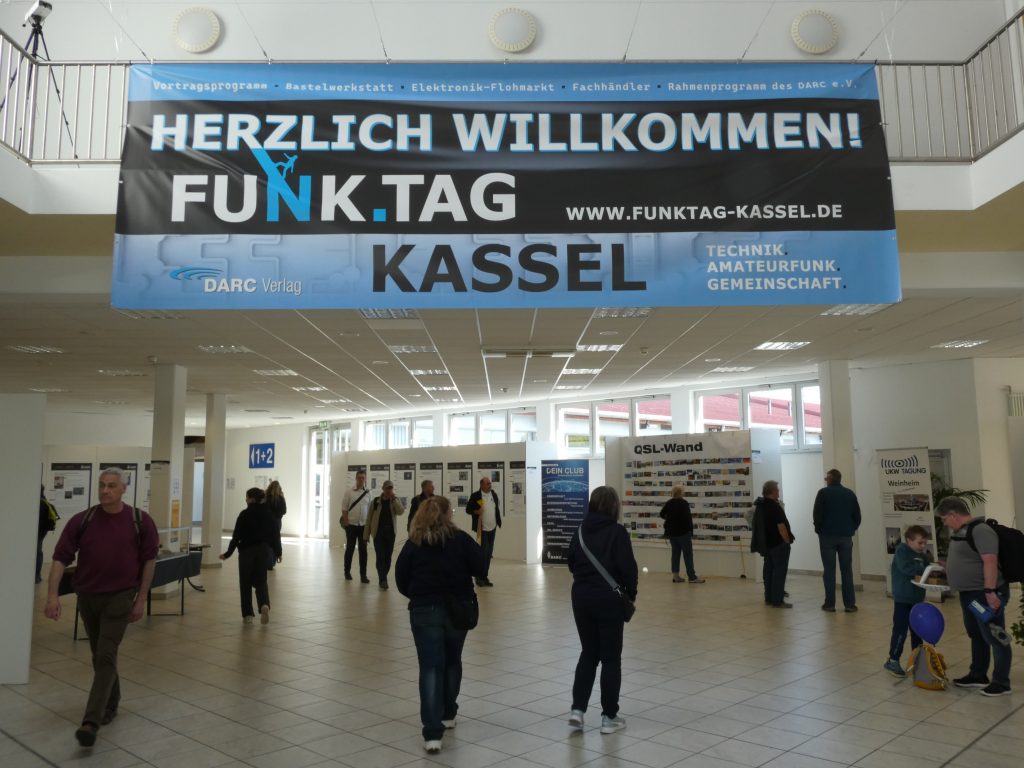 Vortragsprogramm · Bastelwerkstatt · Elektronik-Flohmarkt · Fachhändler · Rahmenprogramm des DARC e.V.
HERZLICH WILLKOMMEN!
FUNK.TAG
WWW.FUNKTAG-KASSEL.DE
KASSEL
DARC Verlag
TECHNIK.
AMATEURFUNK.
GEMEINSCHAFT.
1+2
QSL-Wand
DEIN CLUB
DARC
UKW TAGUNG
Weinheim